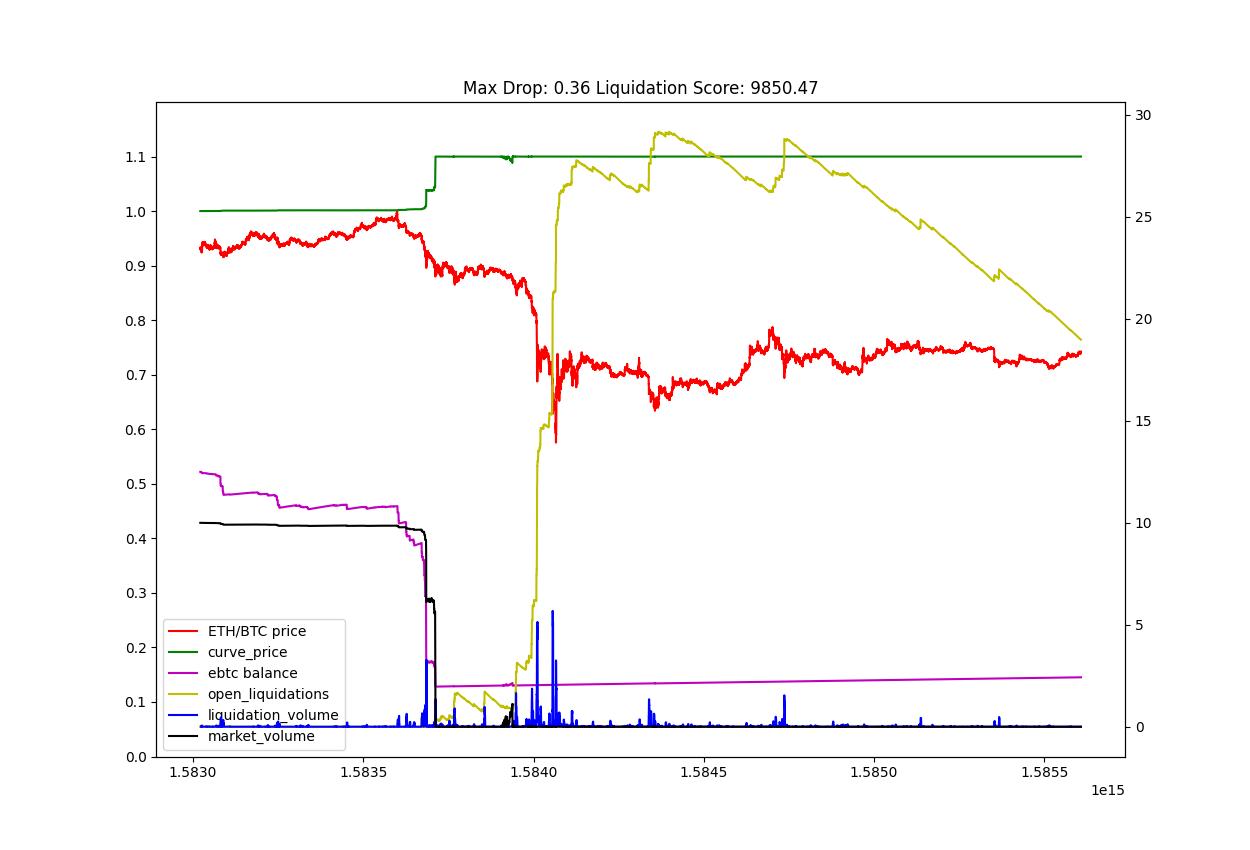 Max Drop: 0.36 Liquidation Score: 9850.47
1.1
1.0
0.9
0.8
0.7
0.6
0.5
0.4
0.3
0.2
0.1
0.0
30
25
20
15
10
5
0
ETH/BTC price
curve_price
ebtc balance
open_liquidations
liquidation_volume
market_volume
1.5830 1.5835 1.5840 1.5845 1.5850 1.5855
1e15